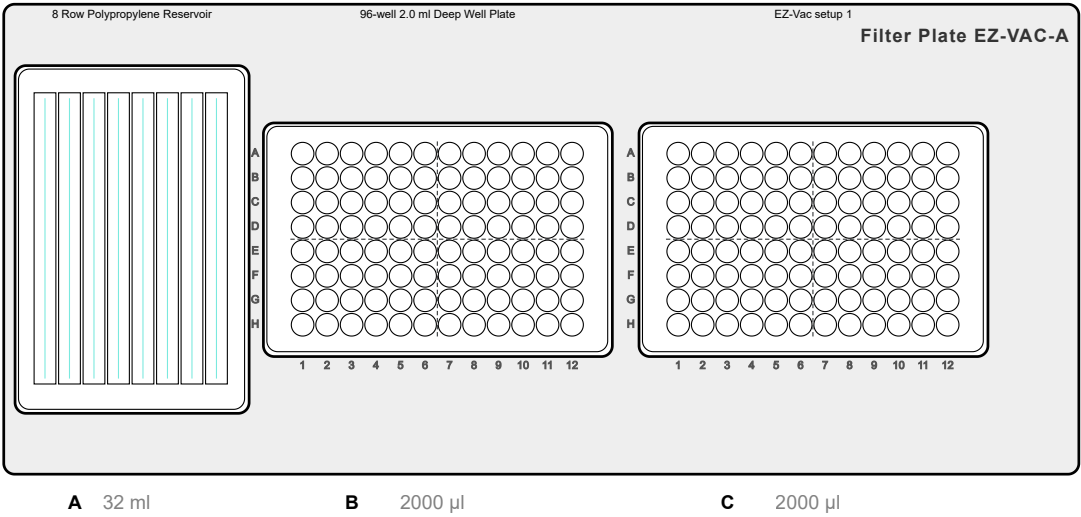 8 Row Polypropylene Reservoir 96-well 2.0 ml Deep Well Plate EZ-Vac setup 1
Filter Plate EZ-VAC-A
A A
B B
C C
D D
E E
F F
G G
H H
1 2 3 4 5 6 7 8 9 10 11 12 1 2 3 4 5 6 7 8 9 10 11 12
A 32 ml B 2000 µl C 2000 µl